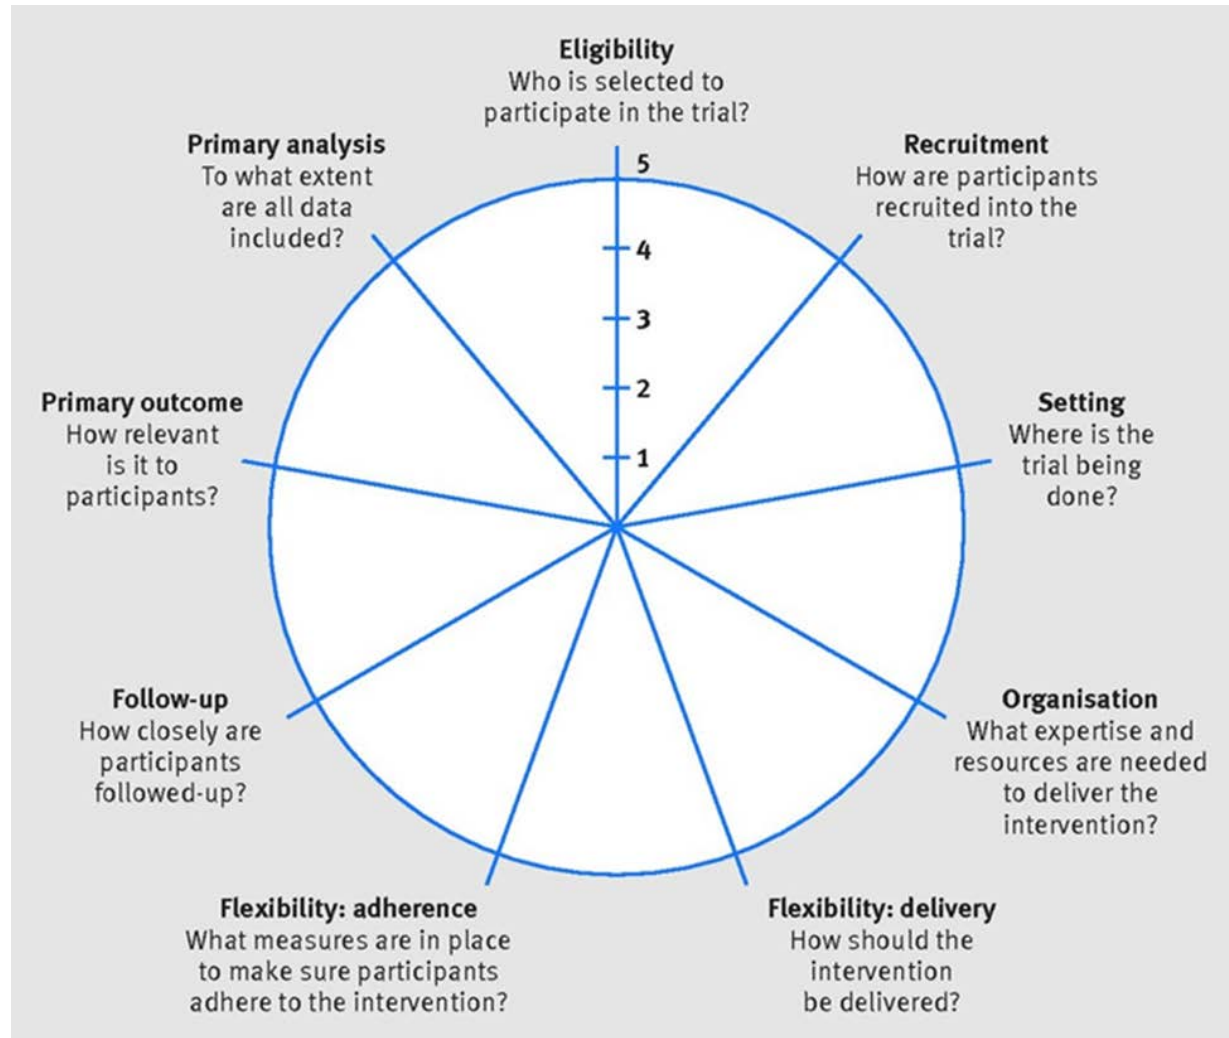 Eligibility
Who is selected to
participate in the trial?
Recruitment
How are participants
recruited into the
trial?
Setting
Where is the
trial being
done?
Organisation
What expertise and
resources are needed
to deliver the
intervention?
Flexibility: delivery
How should the
intervention
be delivered?
Flexibility: adherence
What measures are in place
to make sure participants
adhere to the intervention?
Follow-up
How closely are
participants
followed-up?
Primary outcome
How relevant
is it to
participants?
Primary analysis
To what extent
are all data
included?
5
4
3
2
1